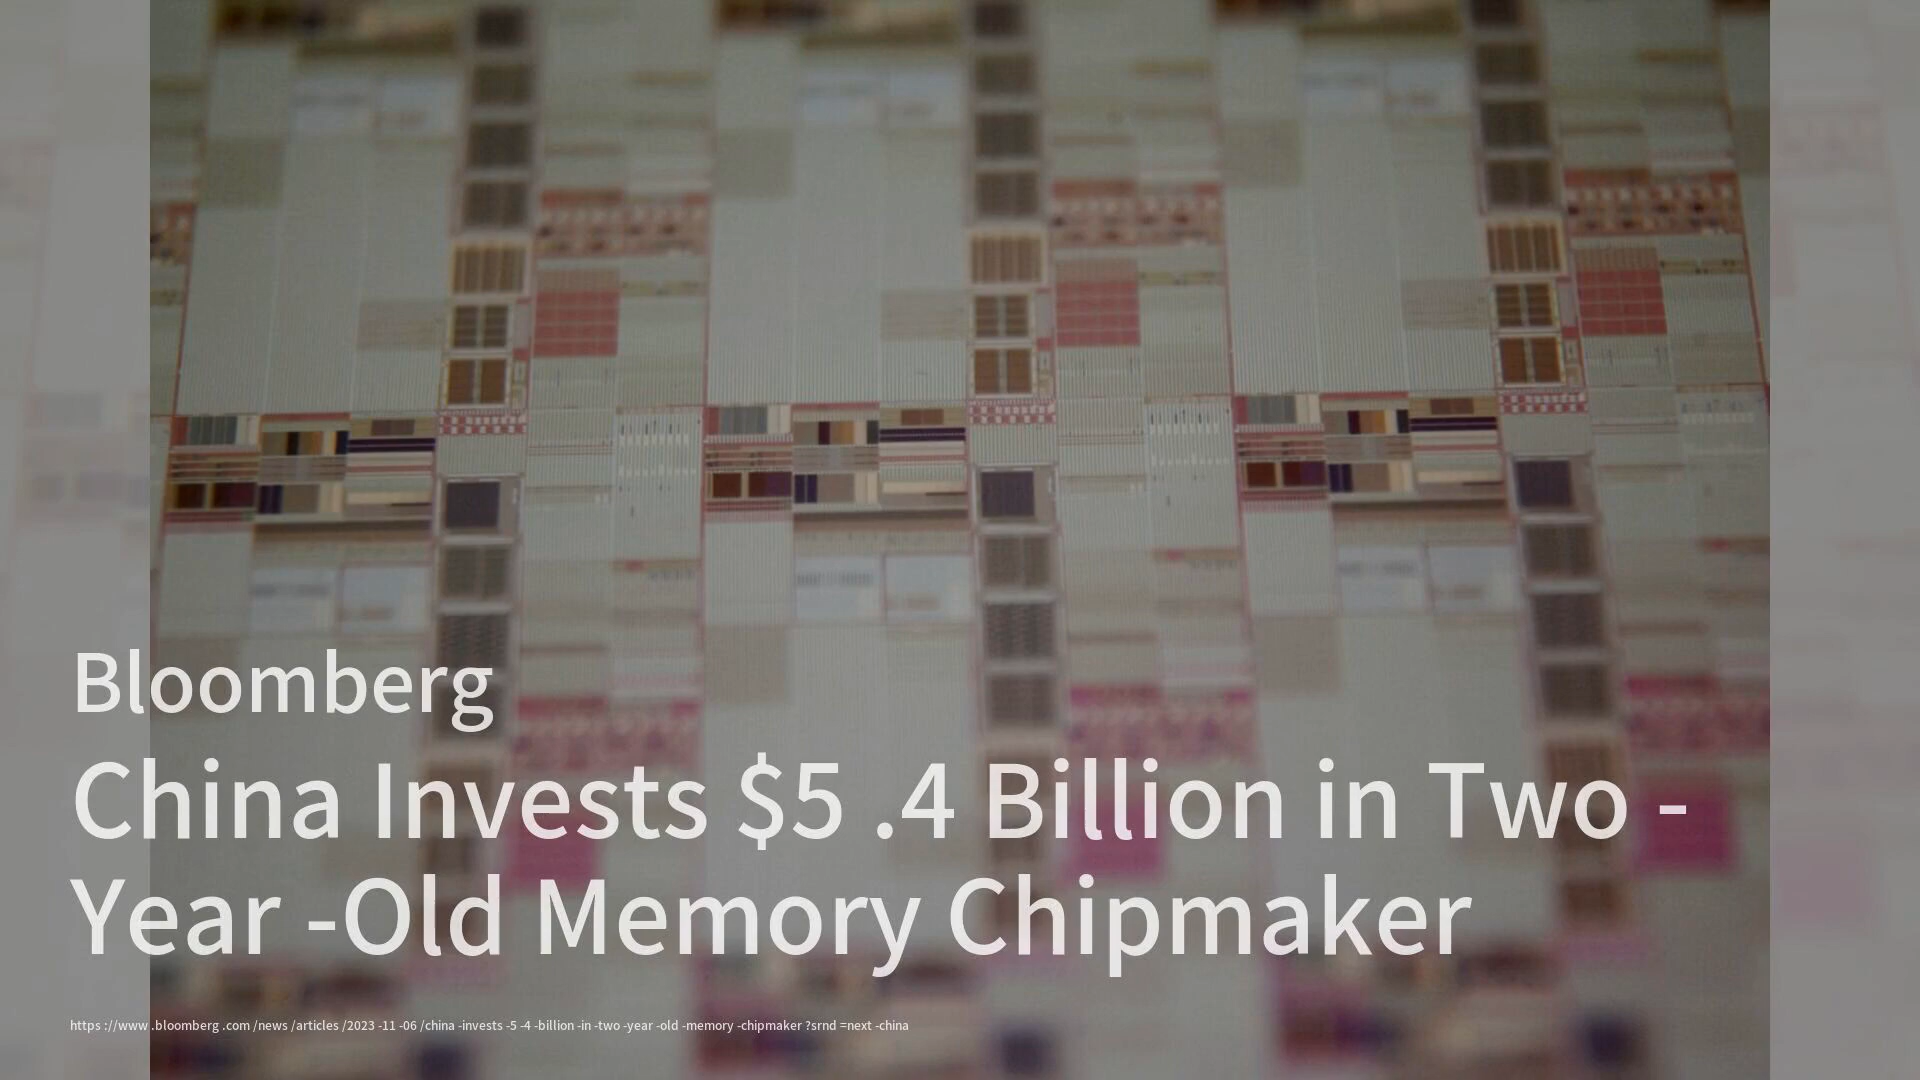 Bloomberg
China Invests $5 .4 Billion in Two -
Year -Old Memory Chipmaker
https ://www .bloomberg .com /news /articles /2023 -11 -06 /china -invests -5 -4 -billion -in -two -year -old -memory -chipmaker ?srnd =next -china